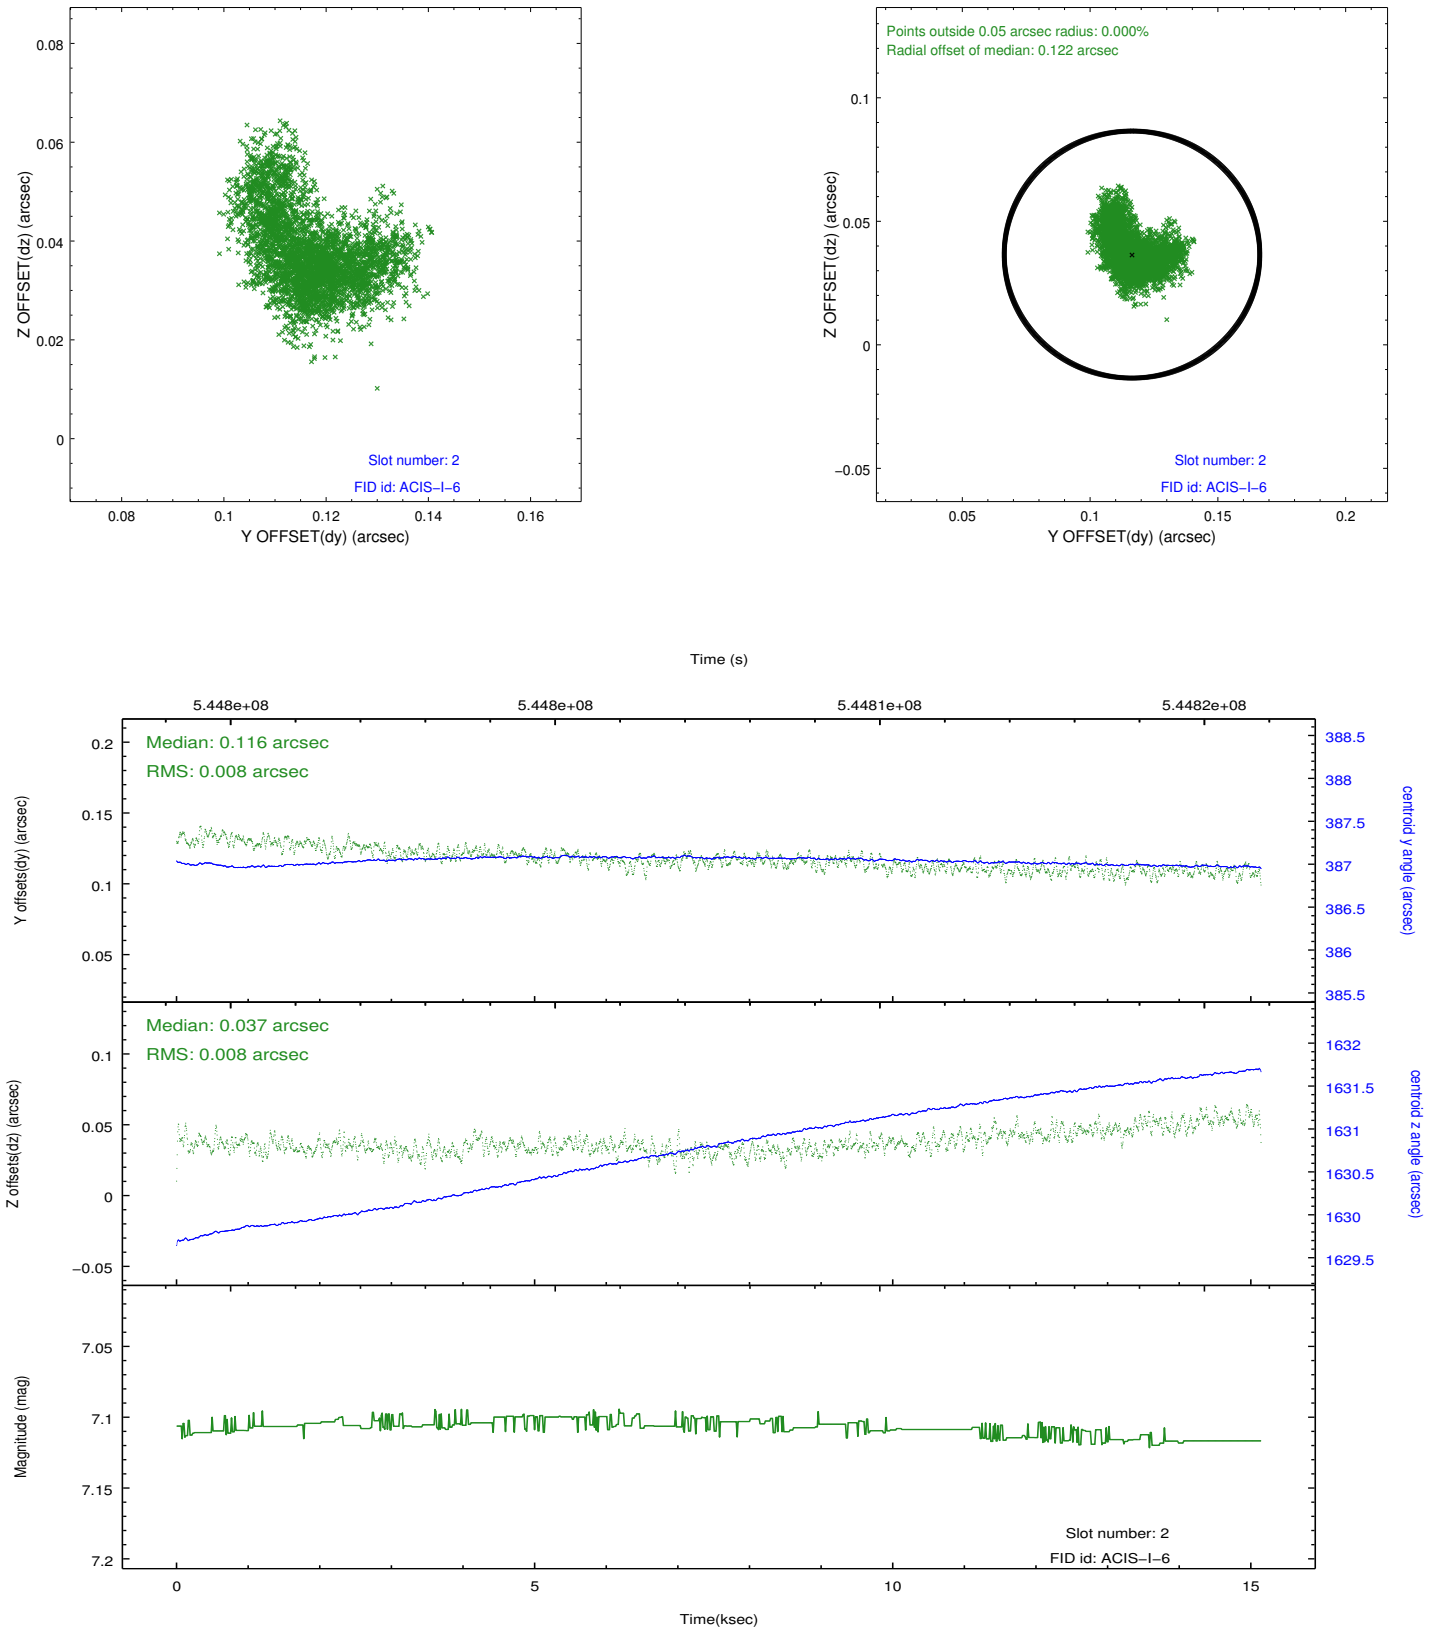 0.08
0.06
0.04
0.02
0
Z OFFSET(dz) (arcsec)
Slot number: 2
FID id: ACIS−I−6
0.08 0.1 0.12 0.14 0.16
Y OFFSET(dy) (arcsec)
Points outside 0.05 arcsec radius: 0.000%
Radial offset of median: 0.122 arcsec
0.1
0.05
0
−0.05
Z OFFSET(dz) (arcsec)
Slot number: 2
FID id: ACIS−I−6
0.05 0.1 0.15 0.2
Y OFFSET(dy) (arcsec)
Time (s)
5.448e+08 5.448e+08 5.4481e+08 5.4482e+08
Median: 0.116 arcsec
RMS: 0.008 arcsec
0.2
0.15
0.1
0.05
Y offsets(dy) (arcsec)
388.5
388
387.5
387
386.5
386
385.5
centroid y angle (arcsec)
Median: 0.037 arcsec
RMS: 0.008 arcsec
0.1
0.05
0
−0.05
Z offsets(dz) (arcsec)
1632
1631.5
1631
1630.5
1630
1629.5
centroid z angle (arcsec)
7.05
7.1
7.15
7.2
Magnitude (mag)
Slot number: 2
FID id: ACIS−I−6
0 5 10 15
Time(ksec)